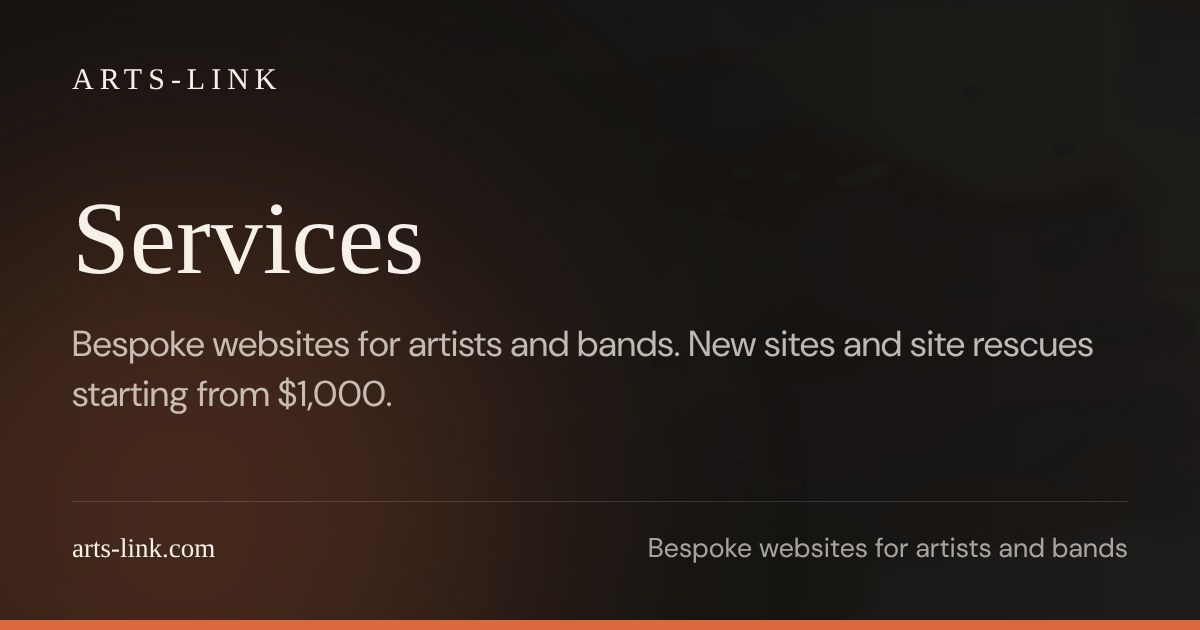 ARTS-LINK
Services
Bespoke websites for artists and bands. New sites and site rescues
starting from $1,000.
arts-link.com
Bespoke websites for artists and bands